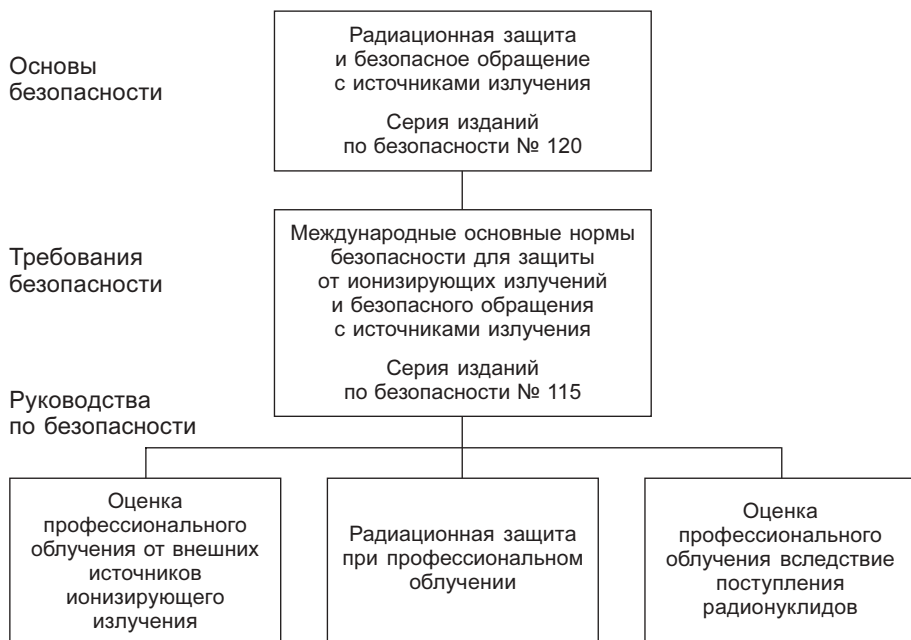 Основы
безопасности
Радиационная защита
и безопасное обращение
с источниками излучения
Серия изданий
по безопасности № 120
Требования
безопасности
Международные основные нормы
безопасности для защиты
от ионизирующих излучений
и безопасного обращения
с источниками излучения
Серия изданий
по безопасности № 115
Руководства
по безопасности
Оценка
профессионального
облучения от внешних
источников
ионизирующего
излучения
Радиационная защита
при профессиональном
облучении
Оценка
профессионального
облучения вследствие
поступления
радионуклидов